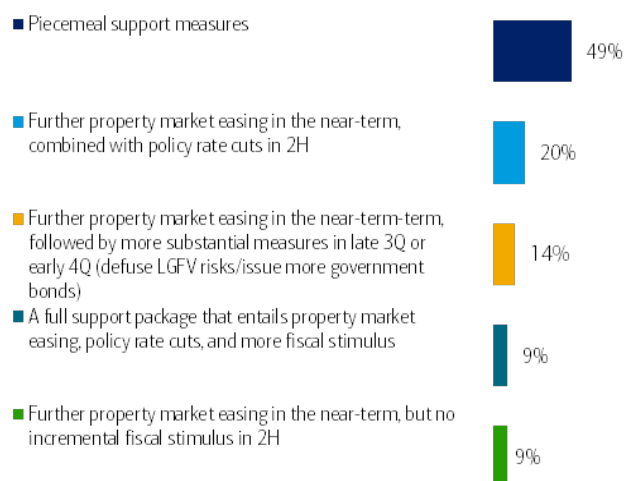 Piecemeal support measures
49%
Further property market easing in the near-term,
combined with policy rate cuts in 2H
20%
Further property market easing in the near-term-term,
followed by more substantial measures in late 3Q or
early 4Q (defuse LGFV risks/issue more government
bonds)
14%
A full support package that entails property market
easing, policy rate cuts, and more fiscal stimulus
9%
Further property market easing in the near-term, but no
incremental fiscal stimulus in 2H
9%